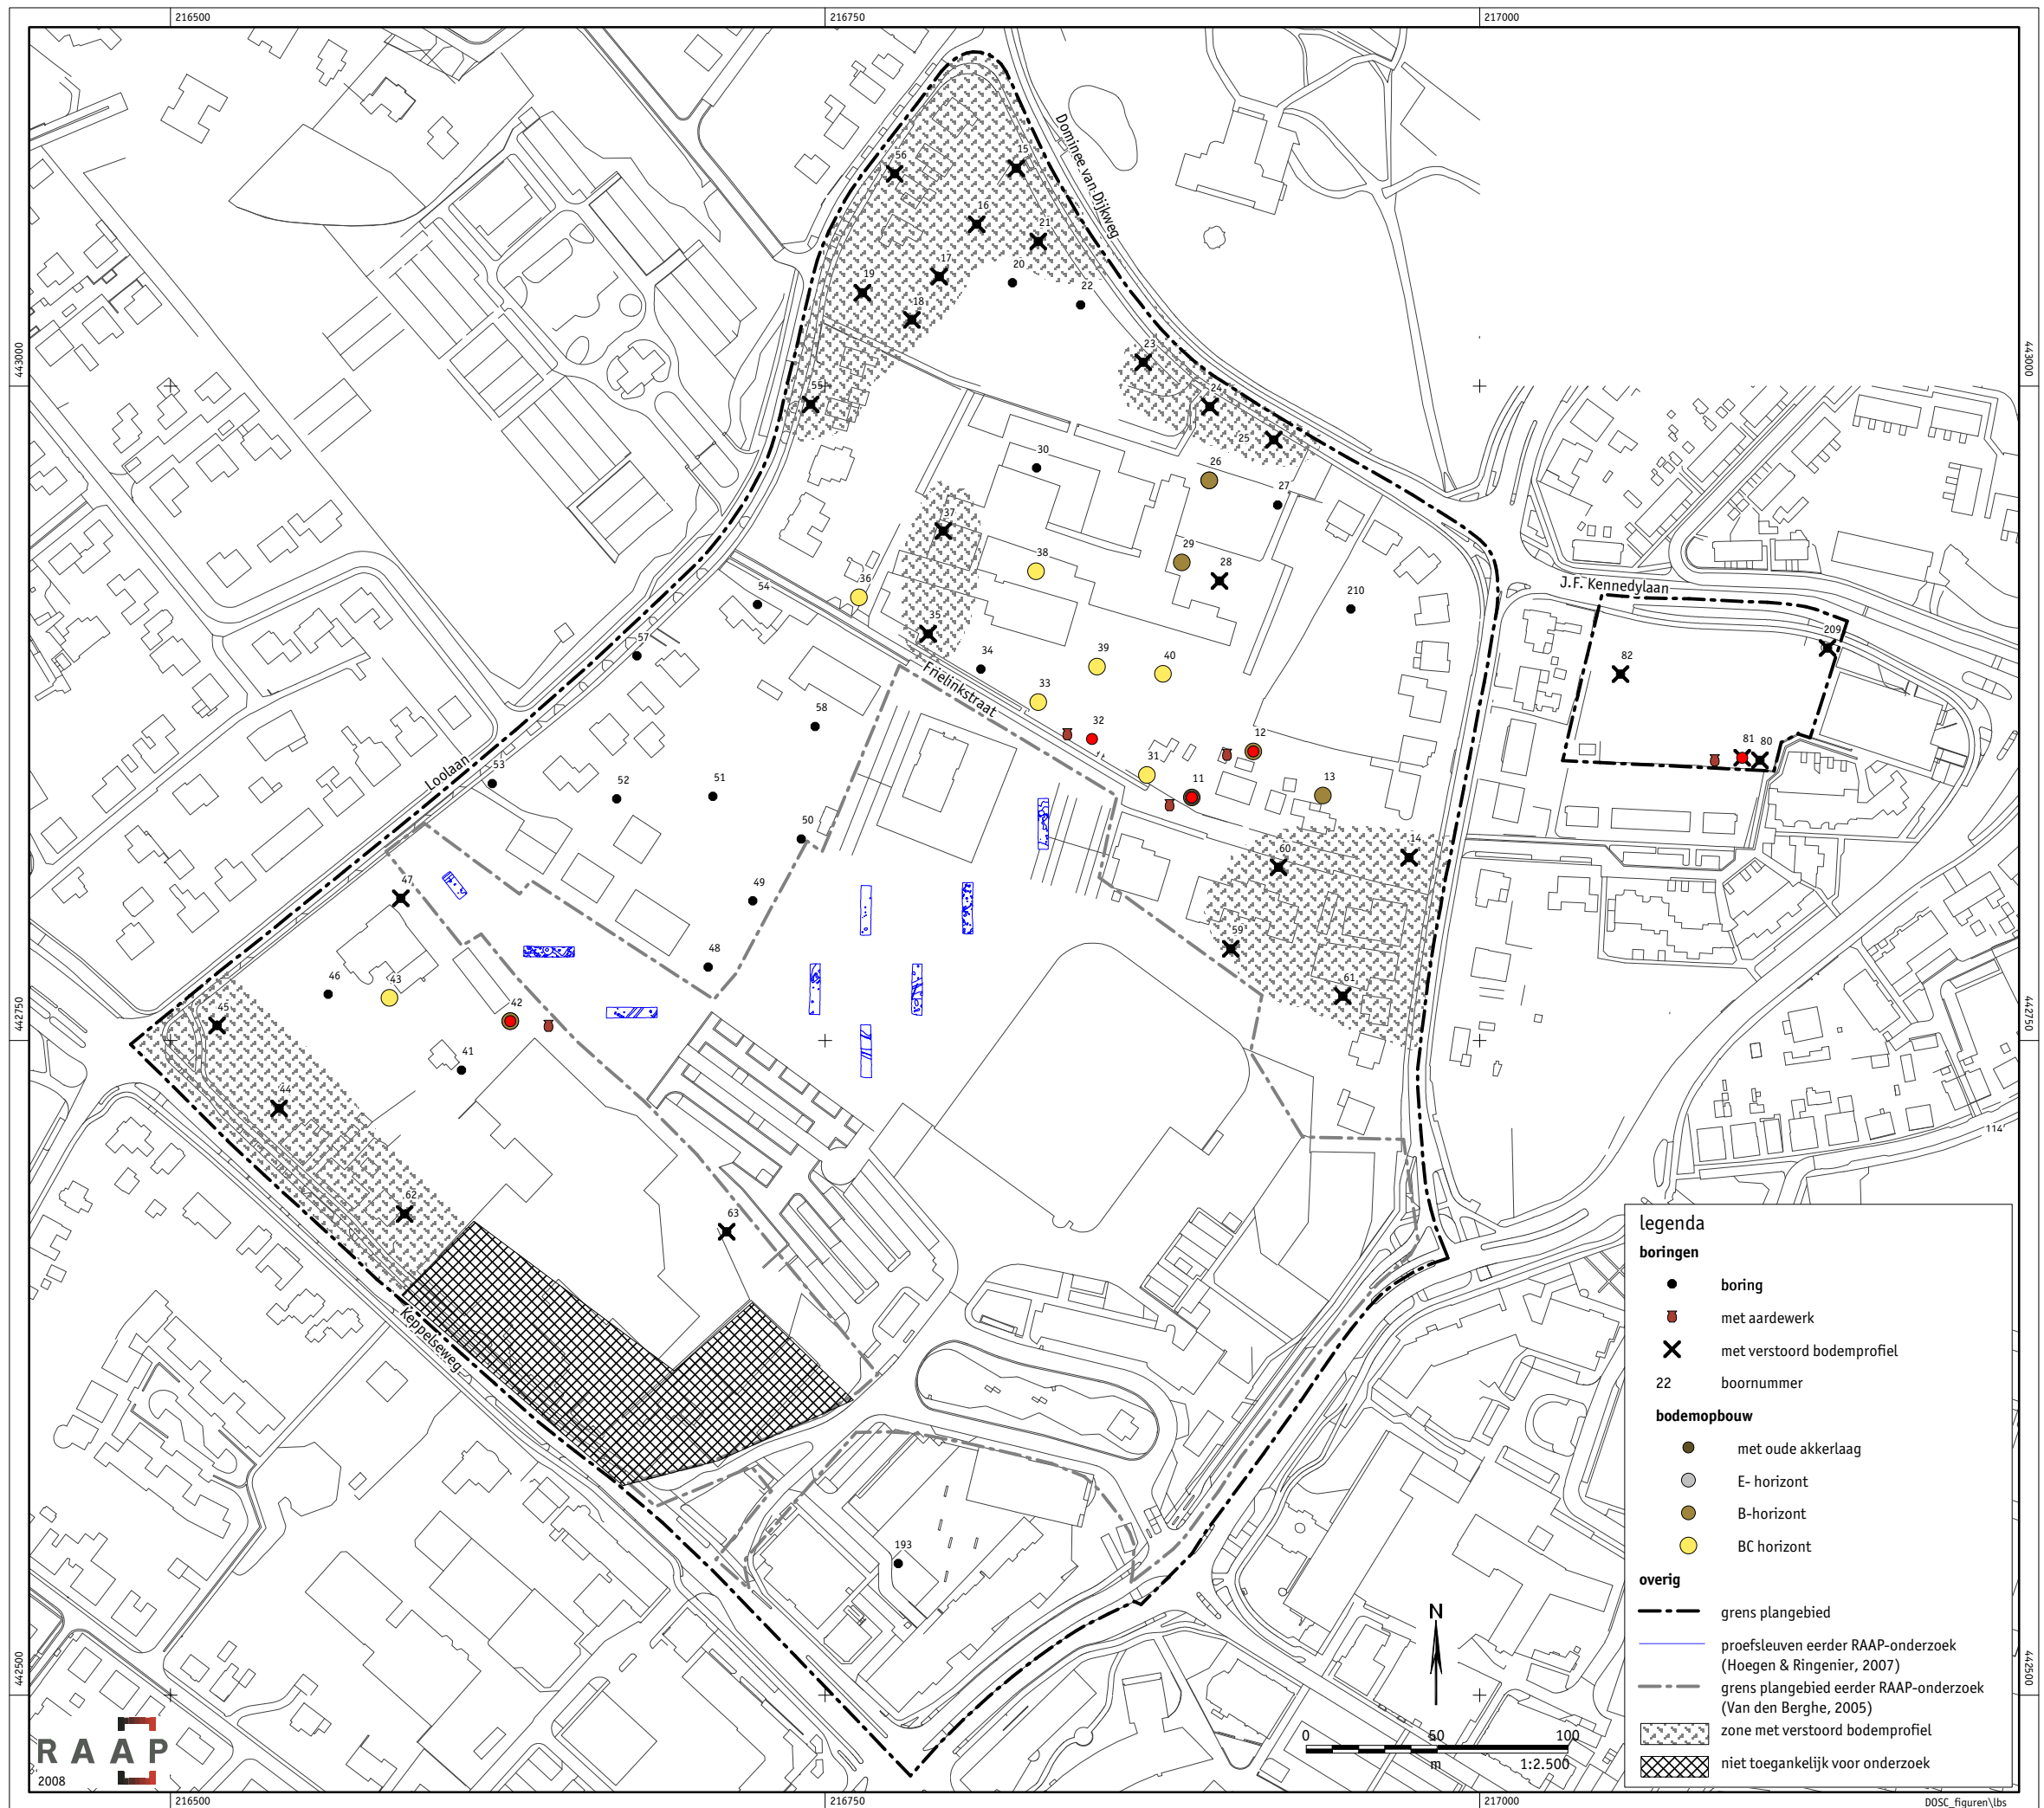 216500
216750
217000
443000
443000
Dominee van Dijkweg
56
15
16
21
17
20
19
22
18
23
55
24
25
30
26
27
37
29
38
28
J.F. Kennedylaan
36
54
210
35
209
57
34
39
40
82
Frielinkstraat
33
58
32
12
81
80
Loolaan
53
52
51
31
11
13
50
60
14
47
49
59
48
46
43
61
45
42
442750
442750
41
44
114
62
63
Keppelseweg
193
legenda
boringen
boring
met aardewerk
met verstoord bodemprofiel
22 boornummer
bodemopbouw
met oude akkerlaag
E- horizont
B-horizont
BC horizont
overig
grens plangebied
proefsleuven eerder RAAP-onderzoek
(Hoegen & Ringenier, 2007)
grens plangebied eerder RAAP-onderzoek
(Van den Berghe, 2005)
zone met verstoord bodemprofiel
niet toegankelijk voor onderzoek
N
0 50 100
m 1:2.500
442500
442500
RAAP
2008
216500
216750
217000
DOSC_figuren\lbs